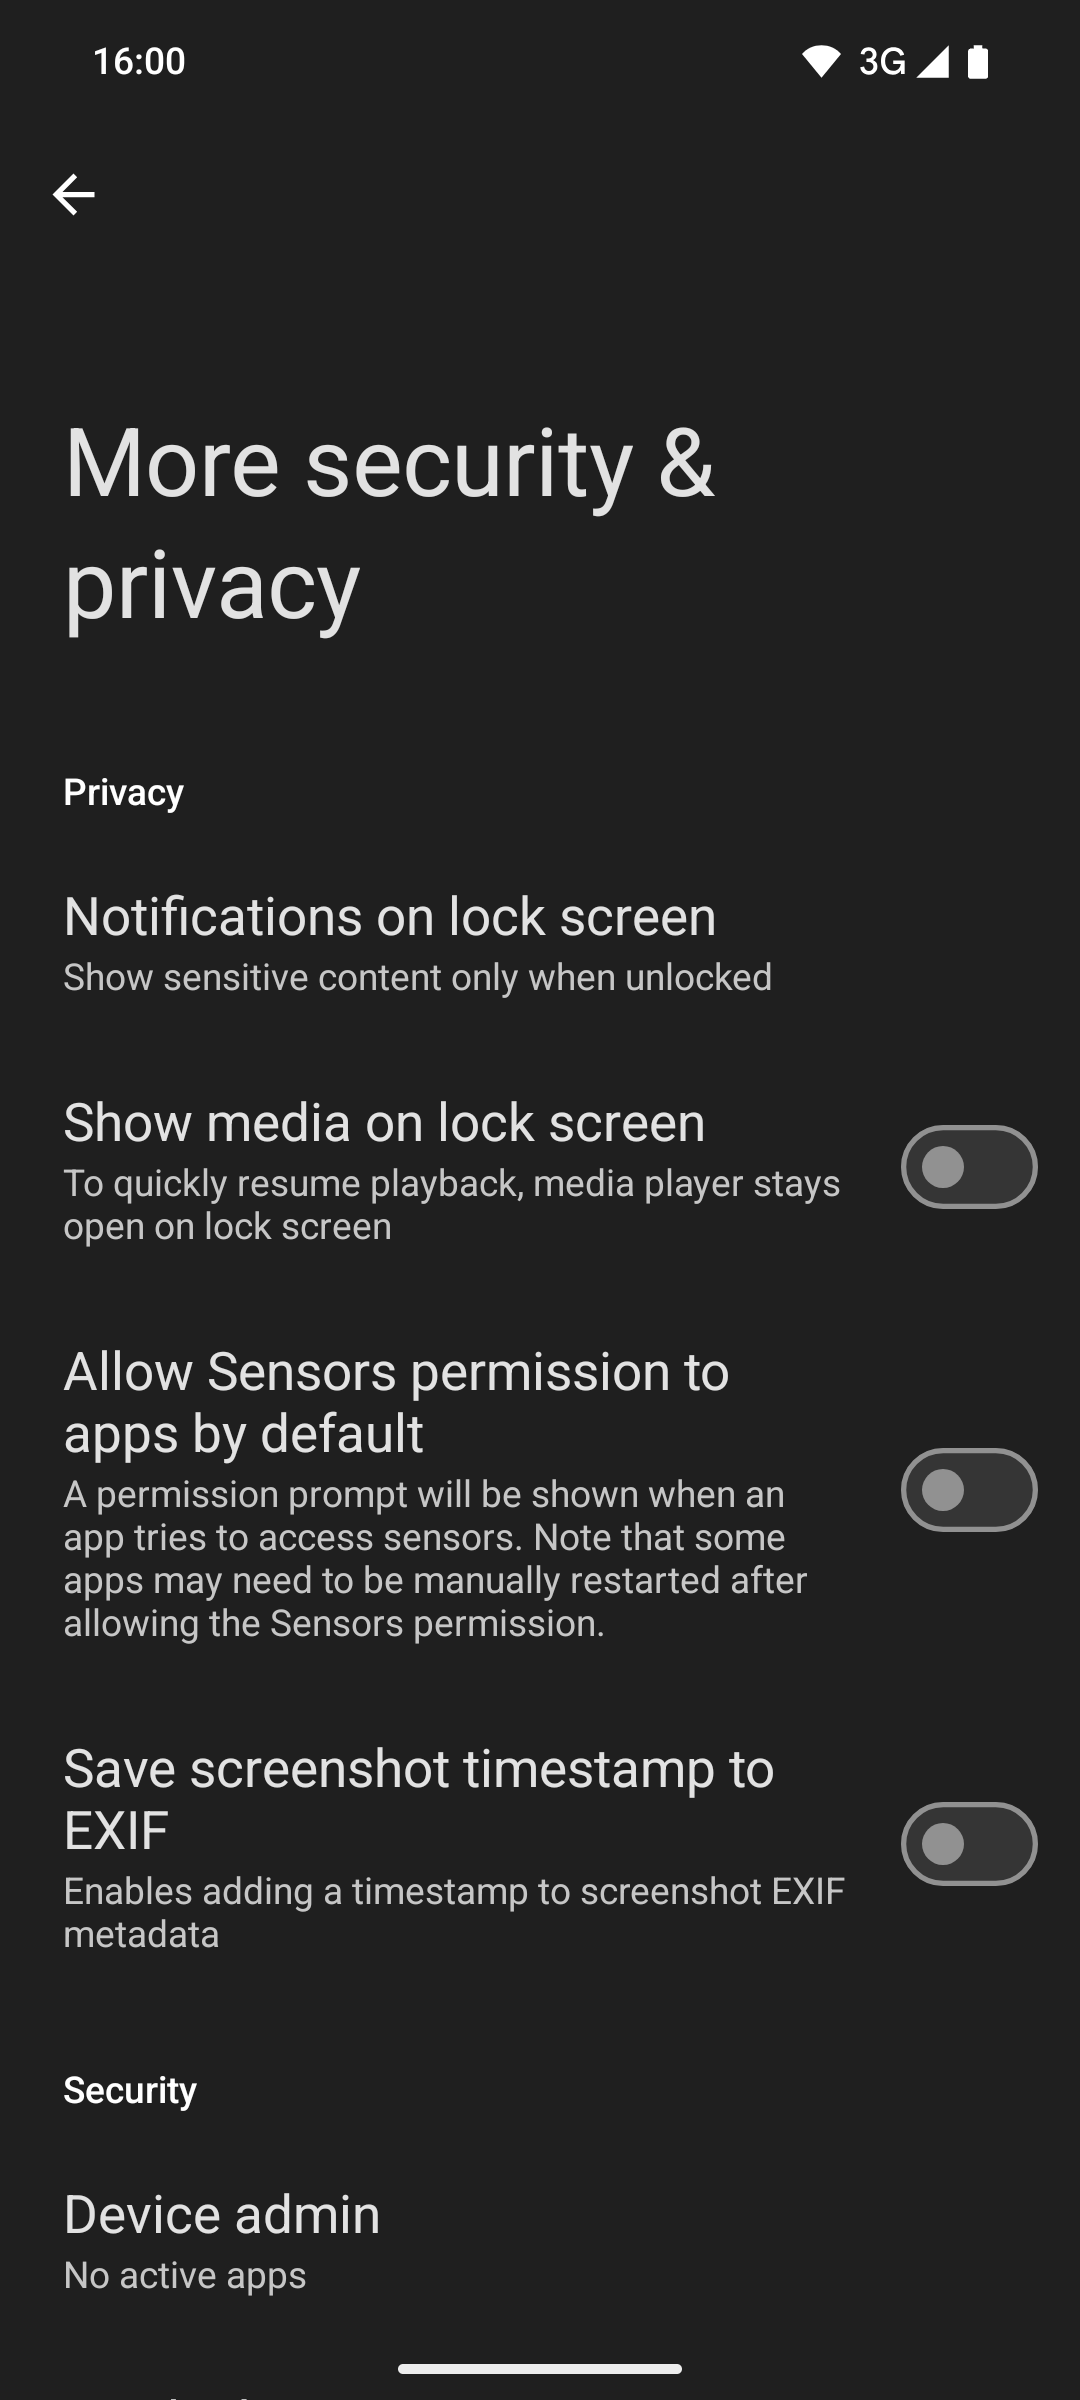 16:00
3G
More security &
privacy
Privacy
Notifications on lock screen
Show sensitive content only when unlocked
Show media on lock screen
To quickly resume playback, media player stays
open on lock screen
Allow Sensors permission to
apps by default
A permission prompt will be shown when an
app tries to access sensors. Note that some
apps may need to be manually restarted after
allowing the Sensors permission.
Save screenshot timestamp to
EXIF
Enables adding a timestamp to screenshot EXIF
metadata
Security
Device admin
No active apps